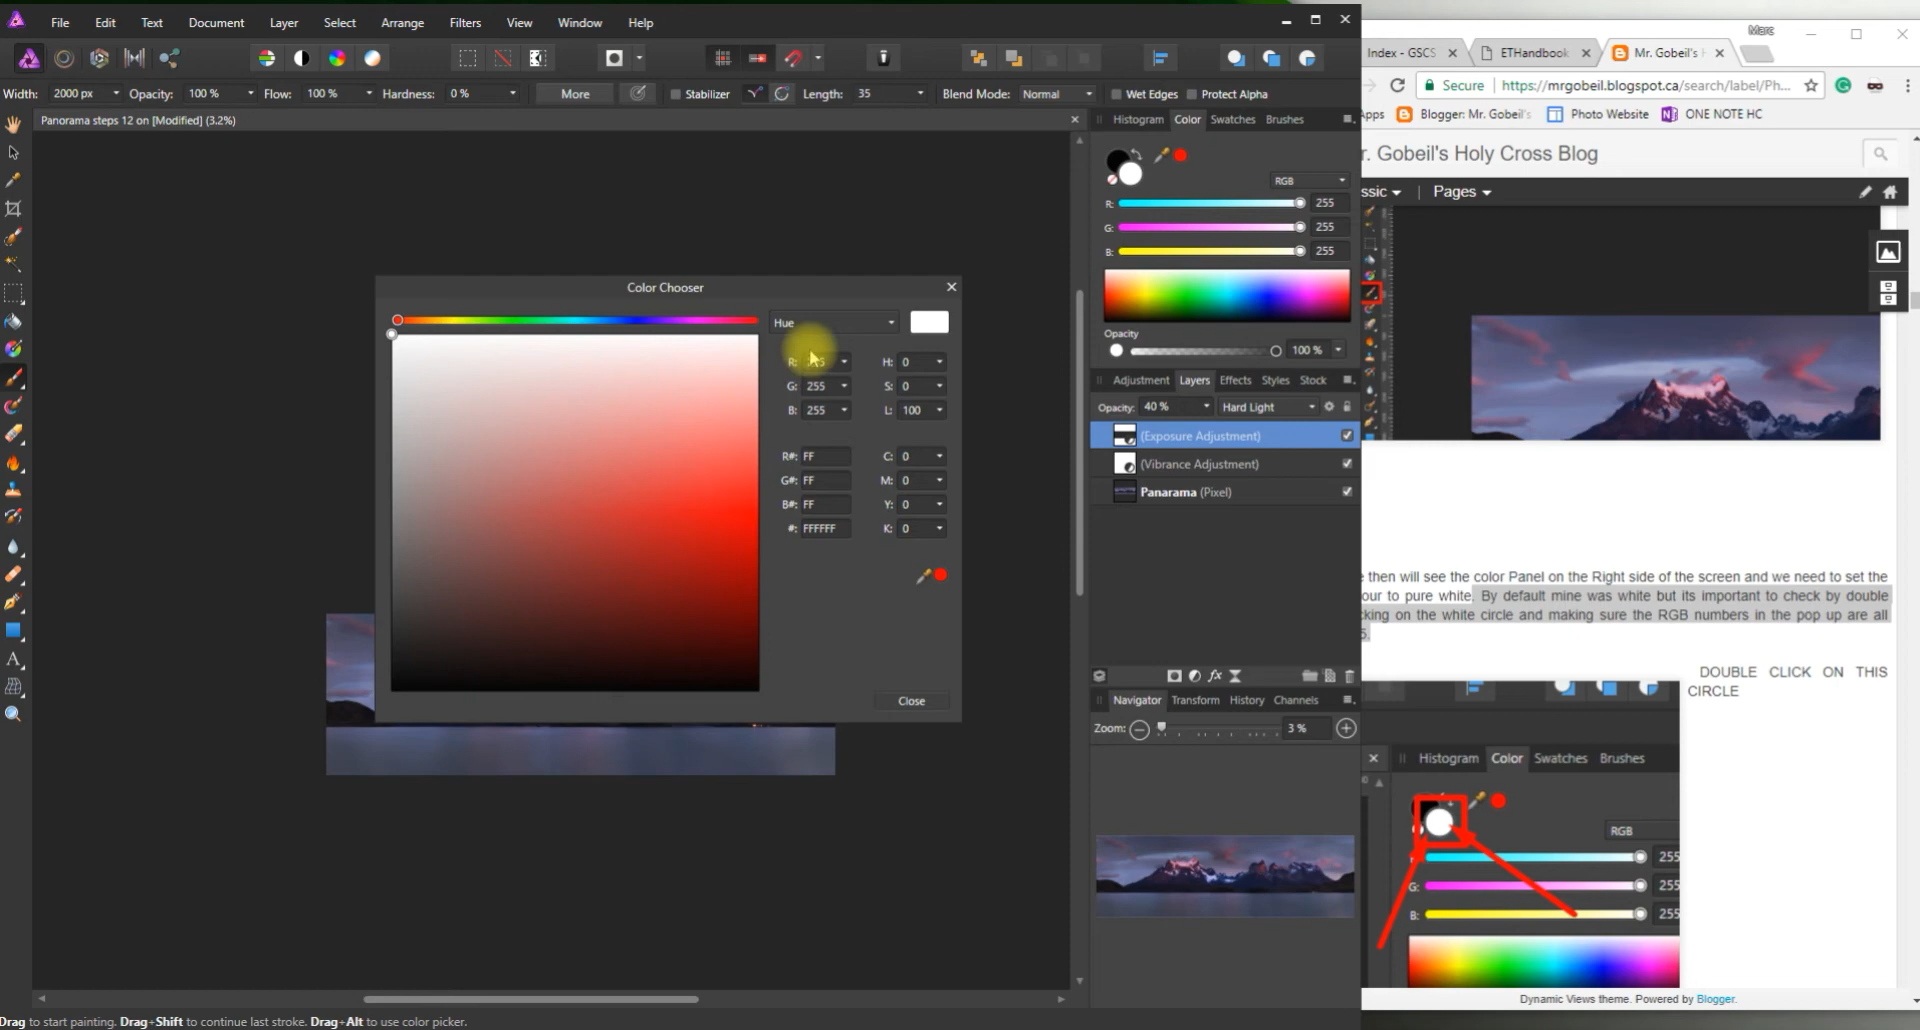 File Edit Text Document Layer Select Arrange Filters View Window Help
Width: 2000 px Opacity: 100 % Flow: 100 % Hardness: 0 % More Stabilizer Length: 35 Blend Mode: Normal Wet Edges Protect Alpha
Panorama steps 12 on [Modified] (3.2%)
Histogram Color Swatches Brushes
RGB
R: 255
G: 255
B: 255
Opacity
100 %
Adjustment Layers Effects Styles Stock
Opacity: 40 % Hard Light
(Exposure Adjustment)
(Vibrance Adjustment)
Panarama (Pixel)
Navigator Transform History Channels
Zoom: 3 %
Color Chooser
Hue
R: H: 0
G: 255 S: 0
B: 255 L: 100
R#: FF C: 0
G#: FF M: 0
B#: FF Y: 0
#: FFFFFF K: 0
Close
Drag to start painting. Drag+Shift to continue last stroke. Drag+Alt to use color picker.
Marc
Index - GSCS ETHandbook Mr. Gobeil's H
Secure https://mrgobeil.blogspot.ca/search/label/Ph...
Apps Blogger: Mr. Gobeil's Photo Website ONE NOTE HC
r. Gobeil's Holy Cross Blog
ssic Pages
e then will see the color Panel on the Right side of the screen and we need to set the
our to pure white. By default mine was white but its important to check by double
cking on the white circle and making sure the RGB numbers in the pop up are all
5.
DOUBLE CLICK ON THIS
CIRCLE
Histogram Color Swatches Brushes
RGB
255
G: 255
B: 255
Dynamic Views theme. Powered by Blogger.